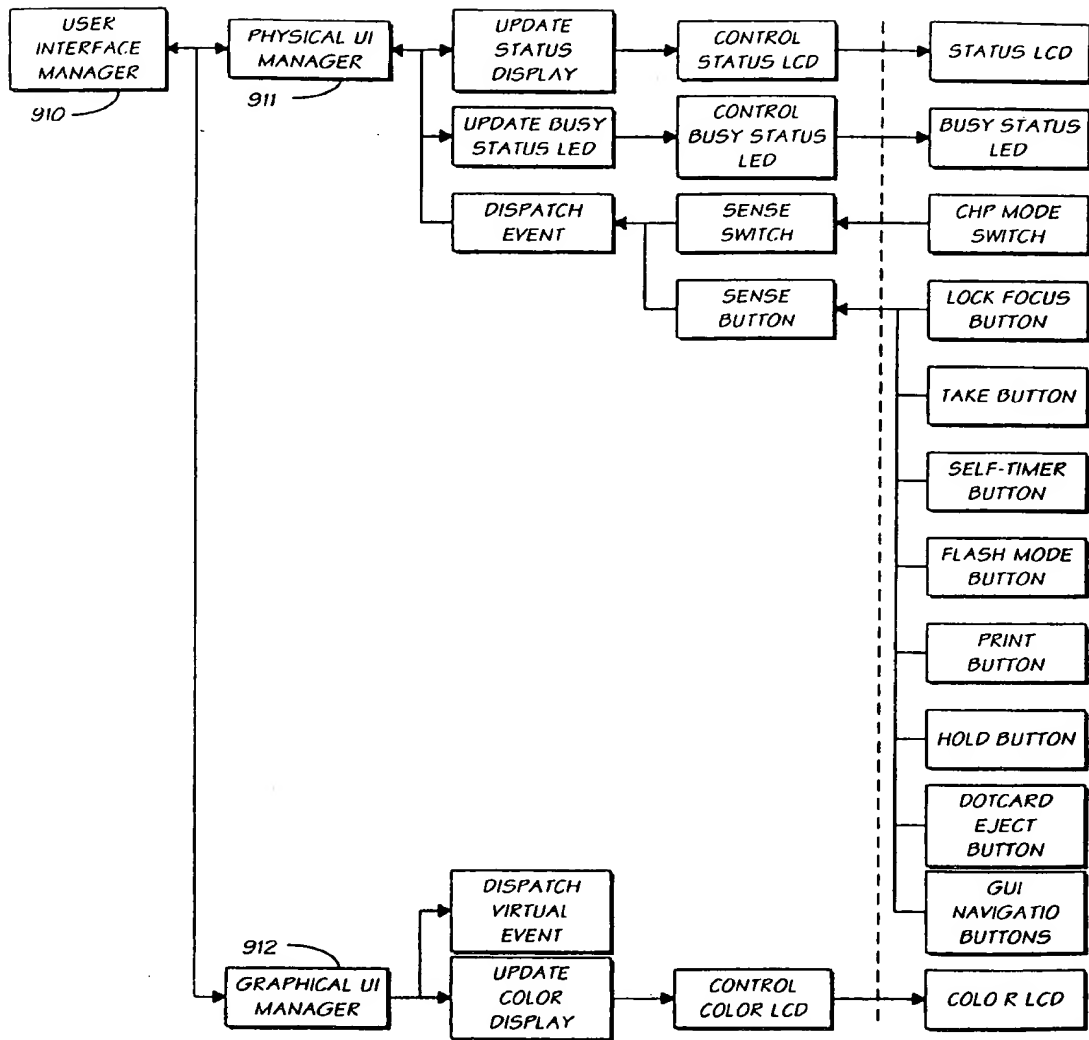 USER
INTERFACE
MANAGER
910
PHYSICAL UI
MANAGER
911
UPDATE
STATUS
DISPLAY
CONTROL
STATUS LCD
STATUS LCD
UPDATE BUSY
STATUS LED
CONTROL
BUSY STATUS
LED
BUSY STATUS
LED
DISPATCH
EVENT
SENSE
SWITCH
CHP MODE
SWITCH
SENSE
BUTTON
LOCK FOCUS
BUTTON
TAKE BUTTON
SELF-TIMER
BUTTON
FLASH MODE
BUTTON
PRINT
BUTTON
HOLD BUTTON
DOTCARD
EJECT
BUTTON
GUI
NAVIGATIO
BUTTONS
DISPATCH
VIRTUAL
EVENT
912
GRAPHICAL UI
MANAGER
UPDATE
COLOR
DISPLAY
CONTROL
COLOR LCD
COLO R LCD